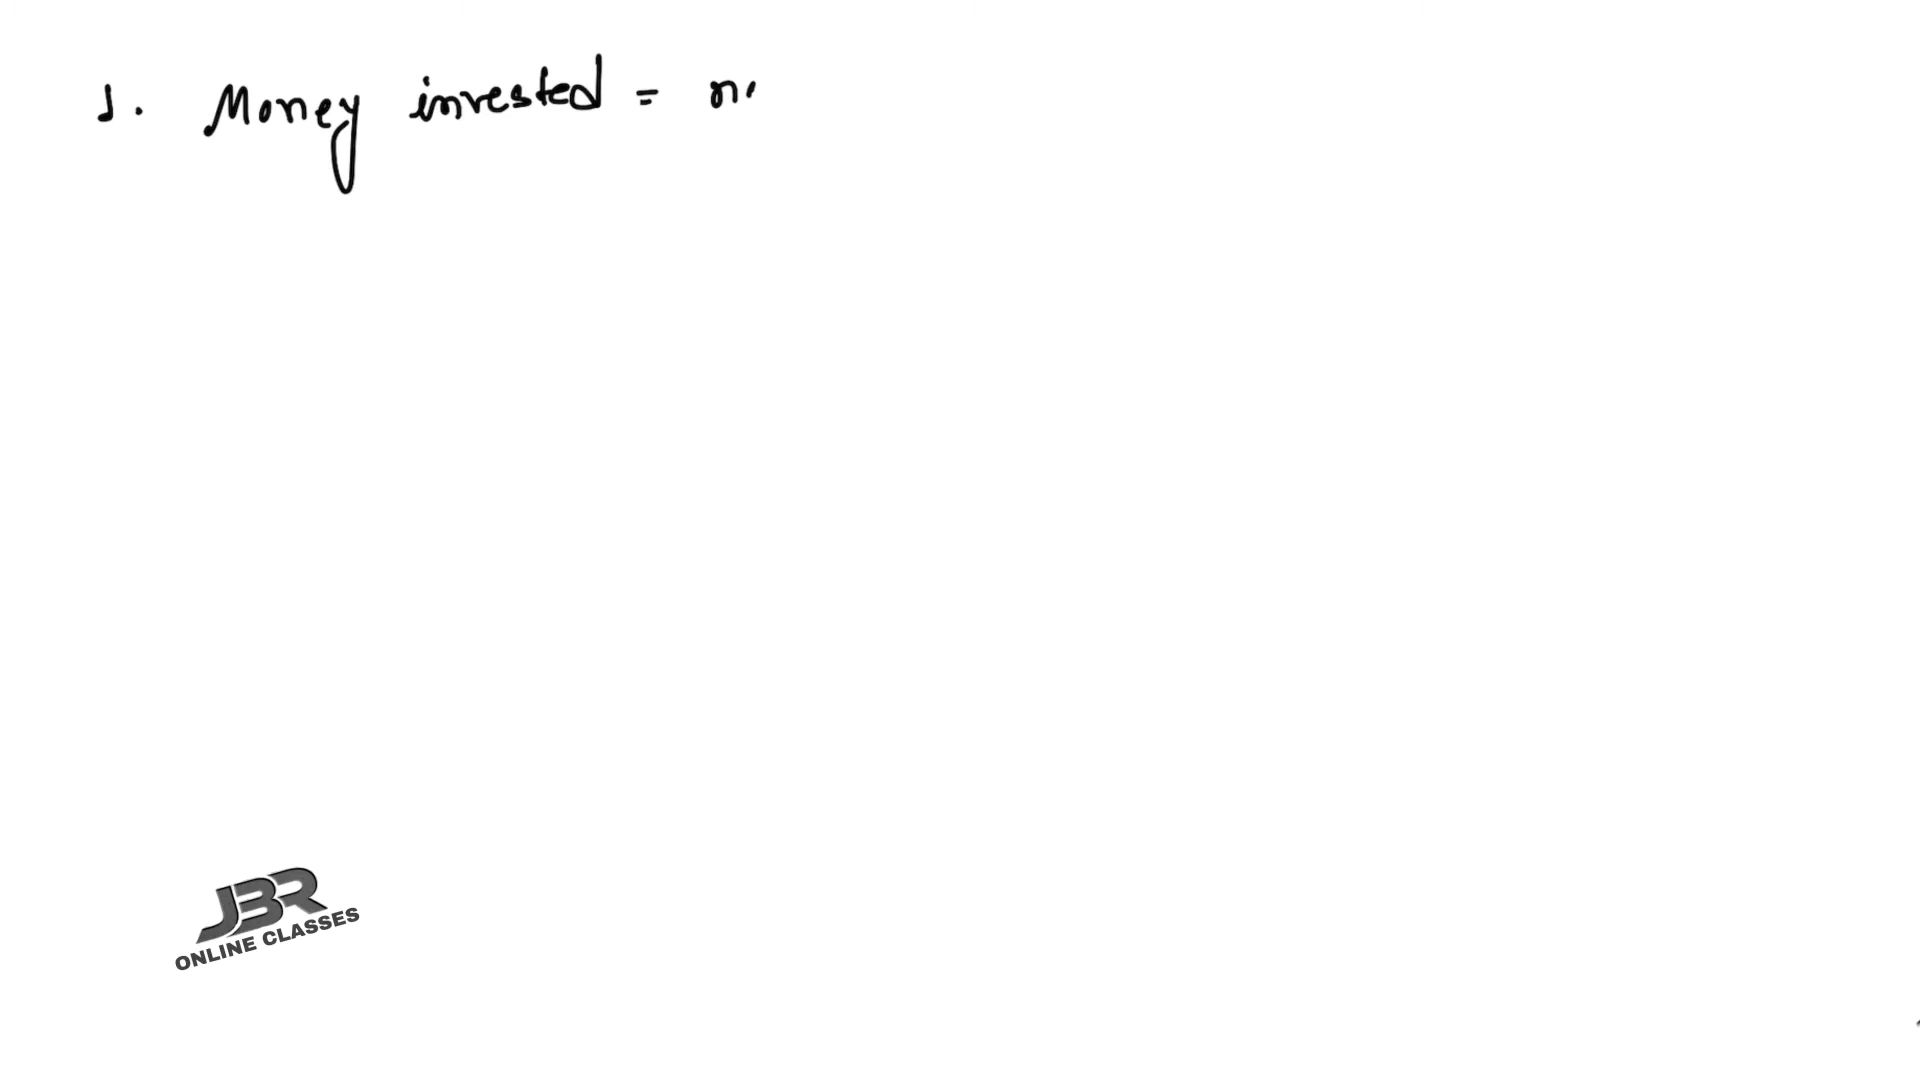 1. Money invested = n
JBR
ONLINE CLASSES